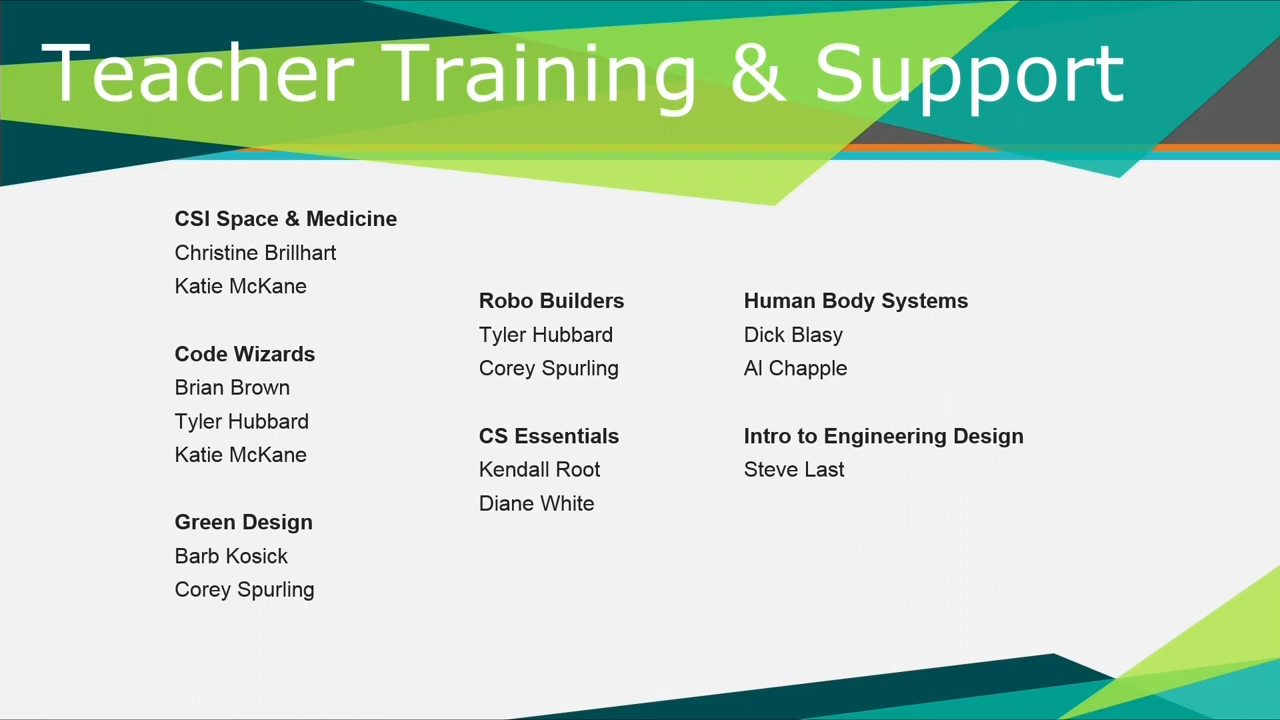 Teacher Training & Support
CSI Space & Medicine
Christine Brillhart
Katie McKane
Code Wizards
Brian Brown
Tyler Hubbard
Katie McKane
Green Design
Barb Kosick
Corey Spurling
Robo Builders
Tyler Hubbard
Corey Spurling
CS Essentials
Kendall Root
Diane White
Human Body Systems
Dick Blasy
Al Chapple
Intro to Engineering Design
Steve Last